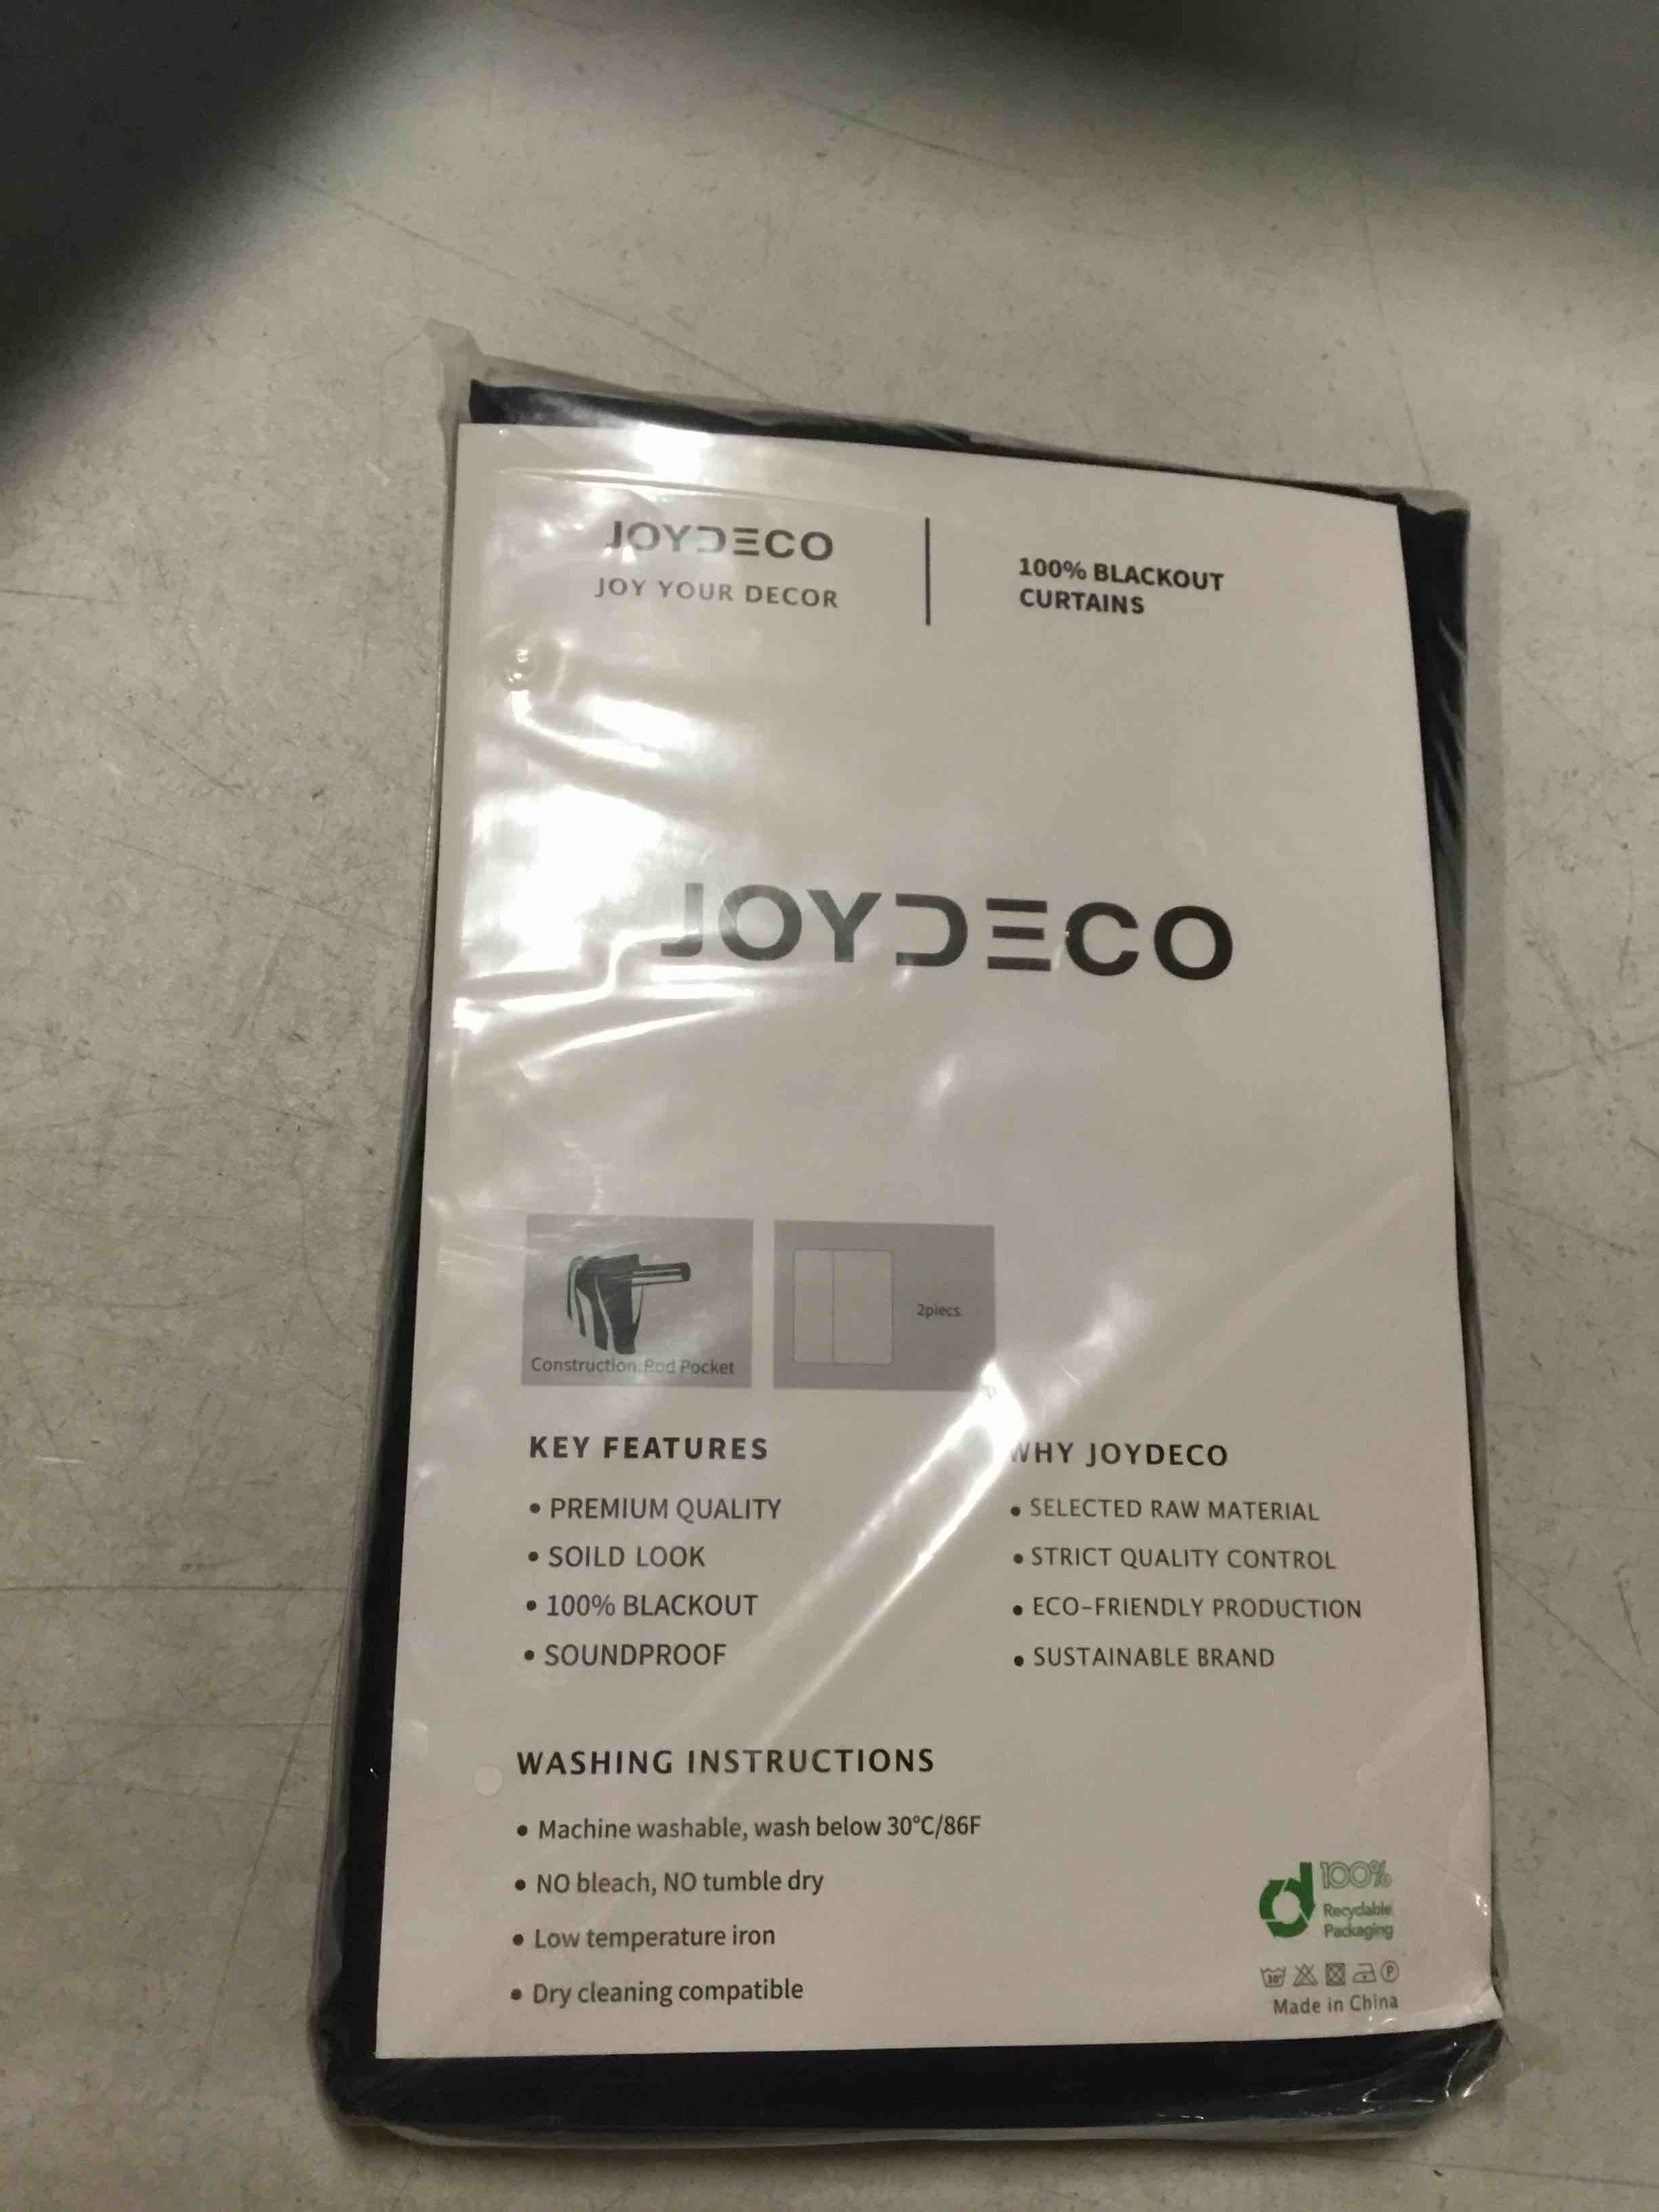 JOYDECO
JOY YOUR DECOR
100% BLACKOUT
CURTAINS
JOYDECO
Construction:Rod Pocket
2piecs
KEY FEATURES
• PREMIUM QUALITY
• SOILD LOOK
• 100% BLACKOUT
• SOUNDPROOF
WHY JOYDECO
• SELECTED RAW MATERIAL
• STRICT QUALITY CONTROL
• ECO-FRIENDLY PRODUCTION
• SUSTAINABLE BRAND
WASHING INSTRUCTIONS
• Machine washable, wash below 30°C/86F
• NO bleach, NO tumble dry
• Low temperature iron
• Dry cleaning compatible
100%
Recyclable
Packaging
30° P
Made in China